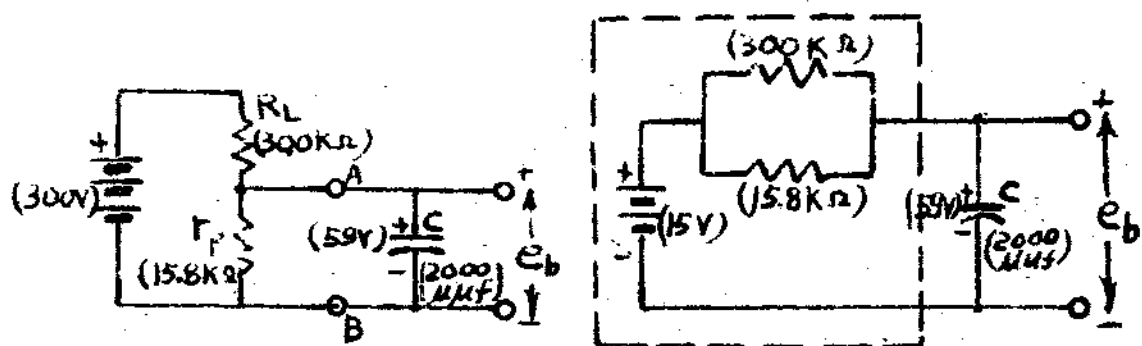 RL
(300KΩ)
+
(300V)
A
rp
(15.8KΩ
B
(59V)
+
C
-
(2000
μμf)
+
eb
-
(300KΩ)
(15.8KΩ)
+
(15V)
-
(59V)
+
C
-
(2000
μμf)
+
eb
-